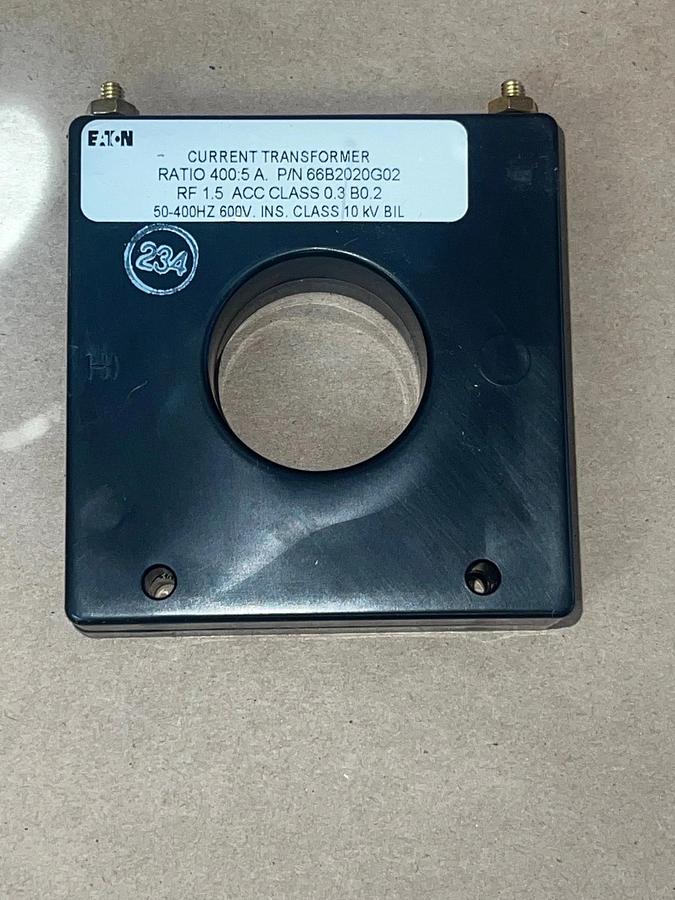 EATON
CURRENT TRANSFORMER
RATIO 400:5 A. P/N 66B2020G02
RF 1.5 ACC CLASS 0.3 B0.2
50-400HZ 600V. INS. CLASS 10 kV BIL
234